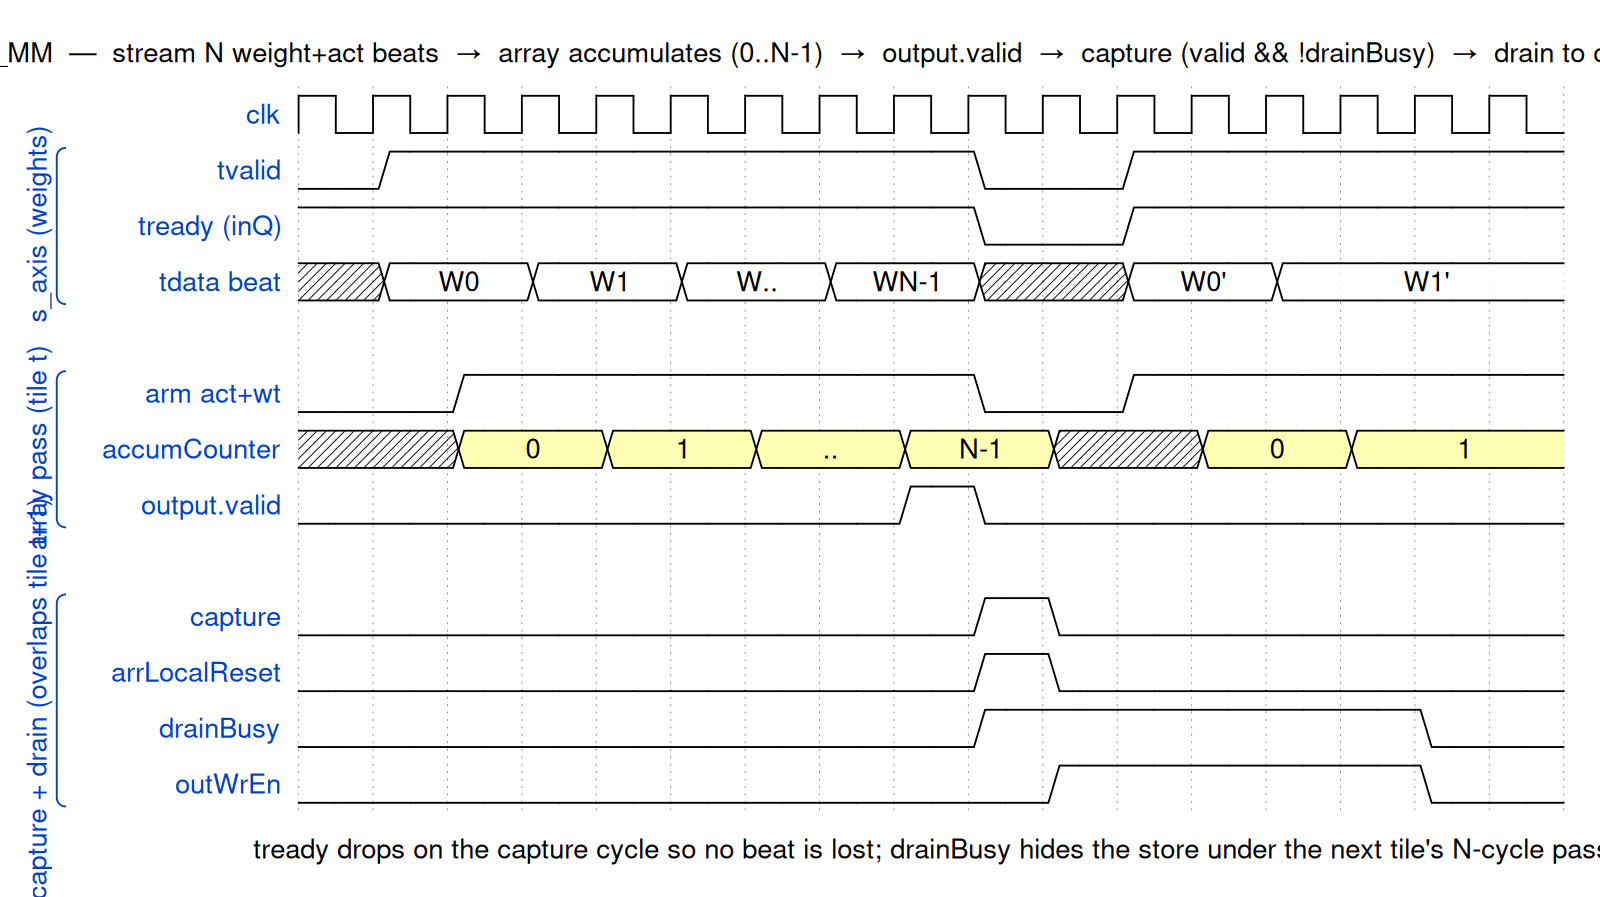 _MM — stream N weight+act beats → array accumulates (0..N-1) → output.valid → capture (valid && !drainBusy) → drain to
clk
s_axis (weights)
tvalid
tready (inQ)
tdata beat W0 W1 W.. WN-1 W0' W1'
array pass (tile t)
arm act+wt
accumCounter 0 1 .. N-1 0 1
output.valid
capture + drain (overlaps tile t+1)
capture
arrLocalReset
drainBusy
outWrEn
tready drops on the capture cycle so no beat is lost; drainBusy hides the store under the next tile's N-cycle pass